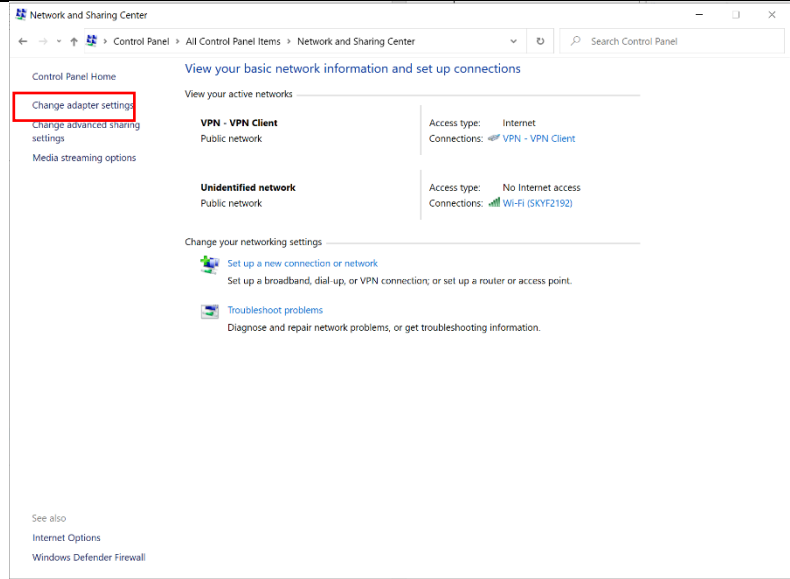 Network and Sharing Center
Control Panel > All Control Panel Items > Network and Sharing Center
Search Control Panel
Control Panel Home
Change adapter settings
Change advanced sharing
settings
Media streaming options
View your basic network information and set up connections
View your active networks
VPN - VPN Client
Public network
Access type: Internet
Connections: VPN - VPN Client
Unidentified network
Public network
Access type: No Internet access
Connections: Wi-Fi (SKYF2192)
Change your networking settings
Set up a new connection or network
Set up a broadband, dial-up, or VPN connection; or set up a router or access point.
Troubleshoot problems
Diagnose and repair network problems, or get troubleshooting information.
See also
Internet Options
Windows Defender Firewall